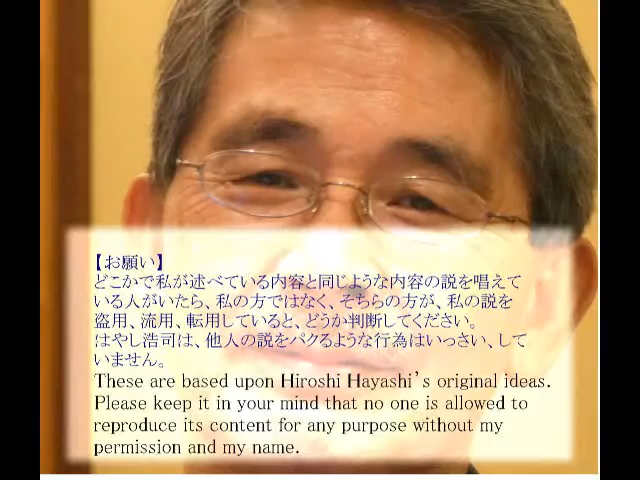 【お願い】
どこかで私が述べている内容と同じような内容の説を唱えて
いる人がいたら、私の方ではなく、そちらの方が、私の説を
盗用、流用、転用していると、どうか判断してください。
はやし浩司は、他人の説をパクるような行為はいっさい、して
いません。
These are based upon Hiroshi Hayashi’s original ideas.
Please keep it in your mind that no one is allowed to
reproduce its content for any purpose without my
permission and my name.